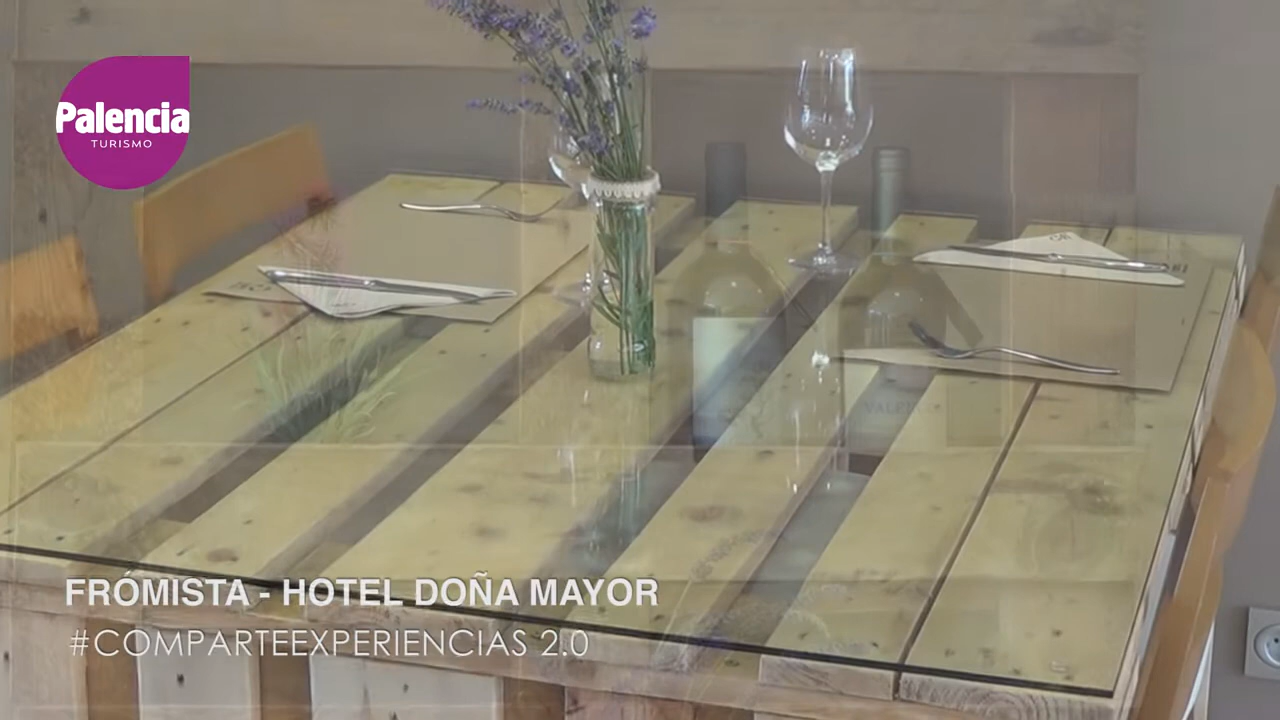 Palencia
TURISMO
FRÓMISTA - HOTEL DOÑA MAYOR
#COMPARTEEXPERIENCIAS 2.0